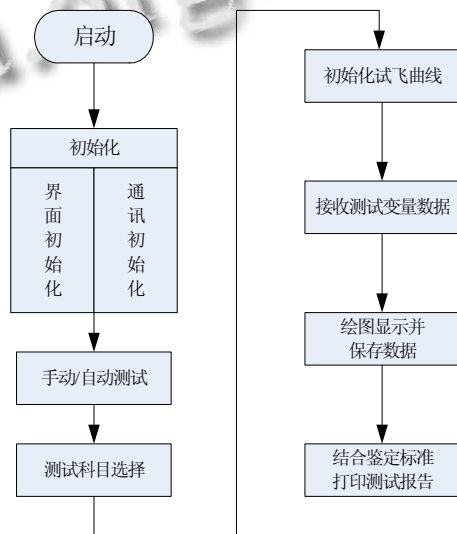 启动
初始化
界面初始化
通讯初始化
手动/自动测试
测试科目选择
初始化试飞曲线
接收测试变量数据
绘图显示并
保存数据
结合鉴定标准
打印测试报告